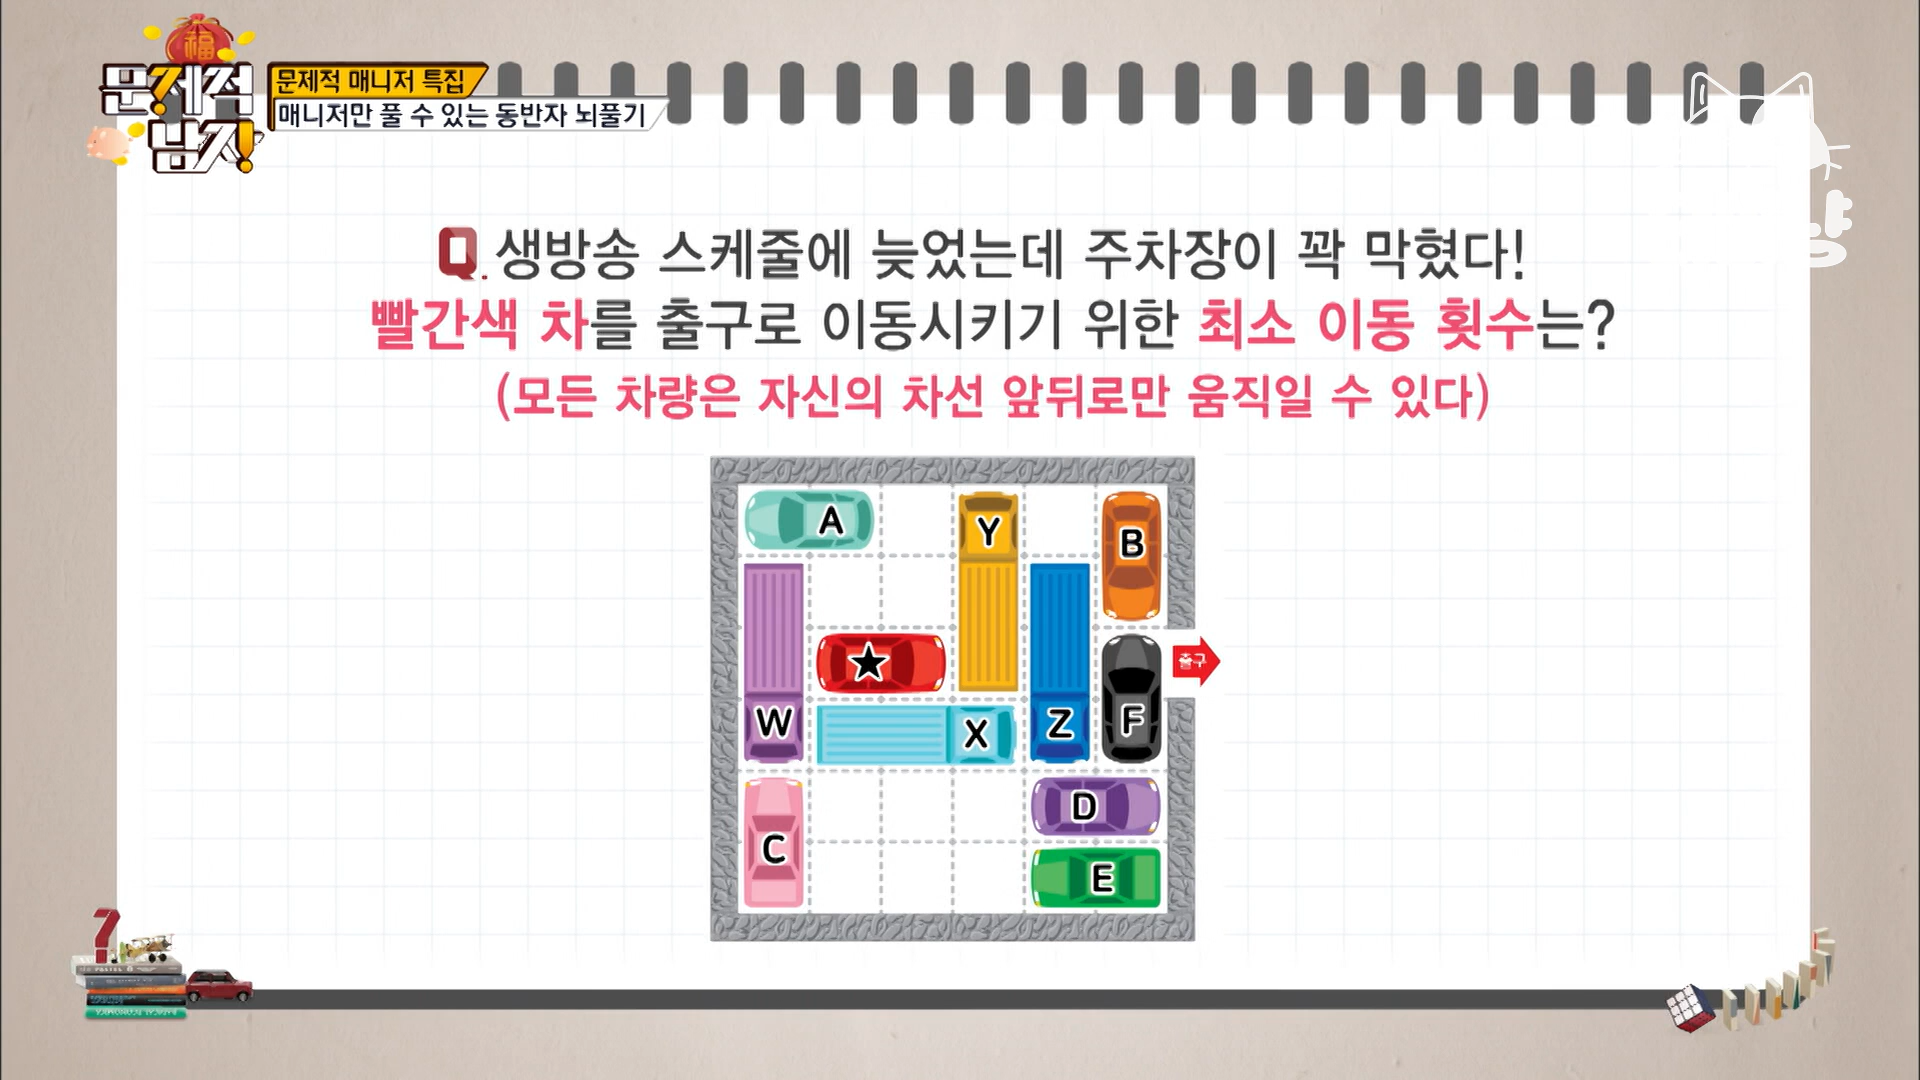 福
문제적
남자
문제적 매니저 특집
매니저만 풀 수 있는 동반자 뇌풀기
Q. 생방송 스케줄에 늦었는데 주차장이 꽉 막혔다!
빨간색 차를 출구로 이동시키기 위한 최소 이동 횟수는?
(모든 차량은 자신의 차선 앞뒤로만 움직일 수 있다)
A
Y
B
출구
W
X
Z
F
D
C
E
?